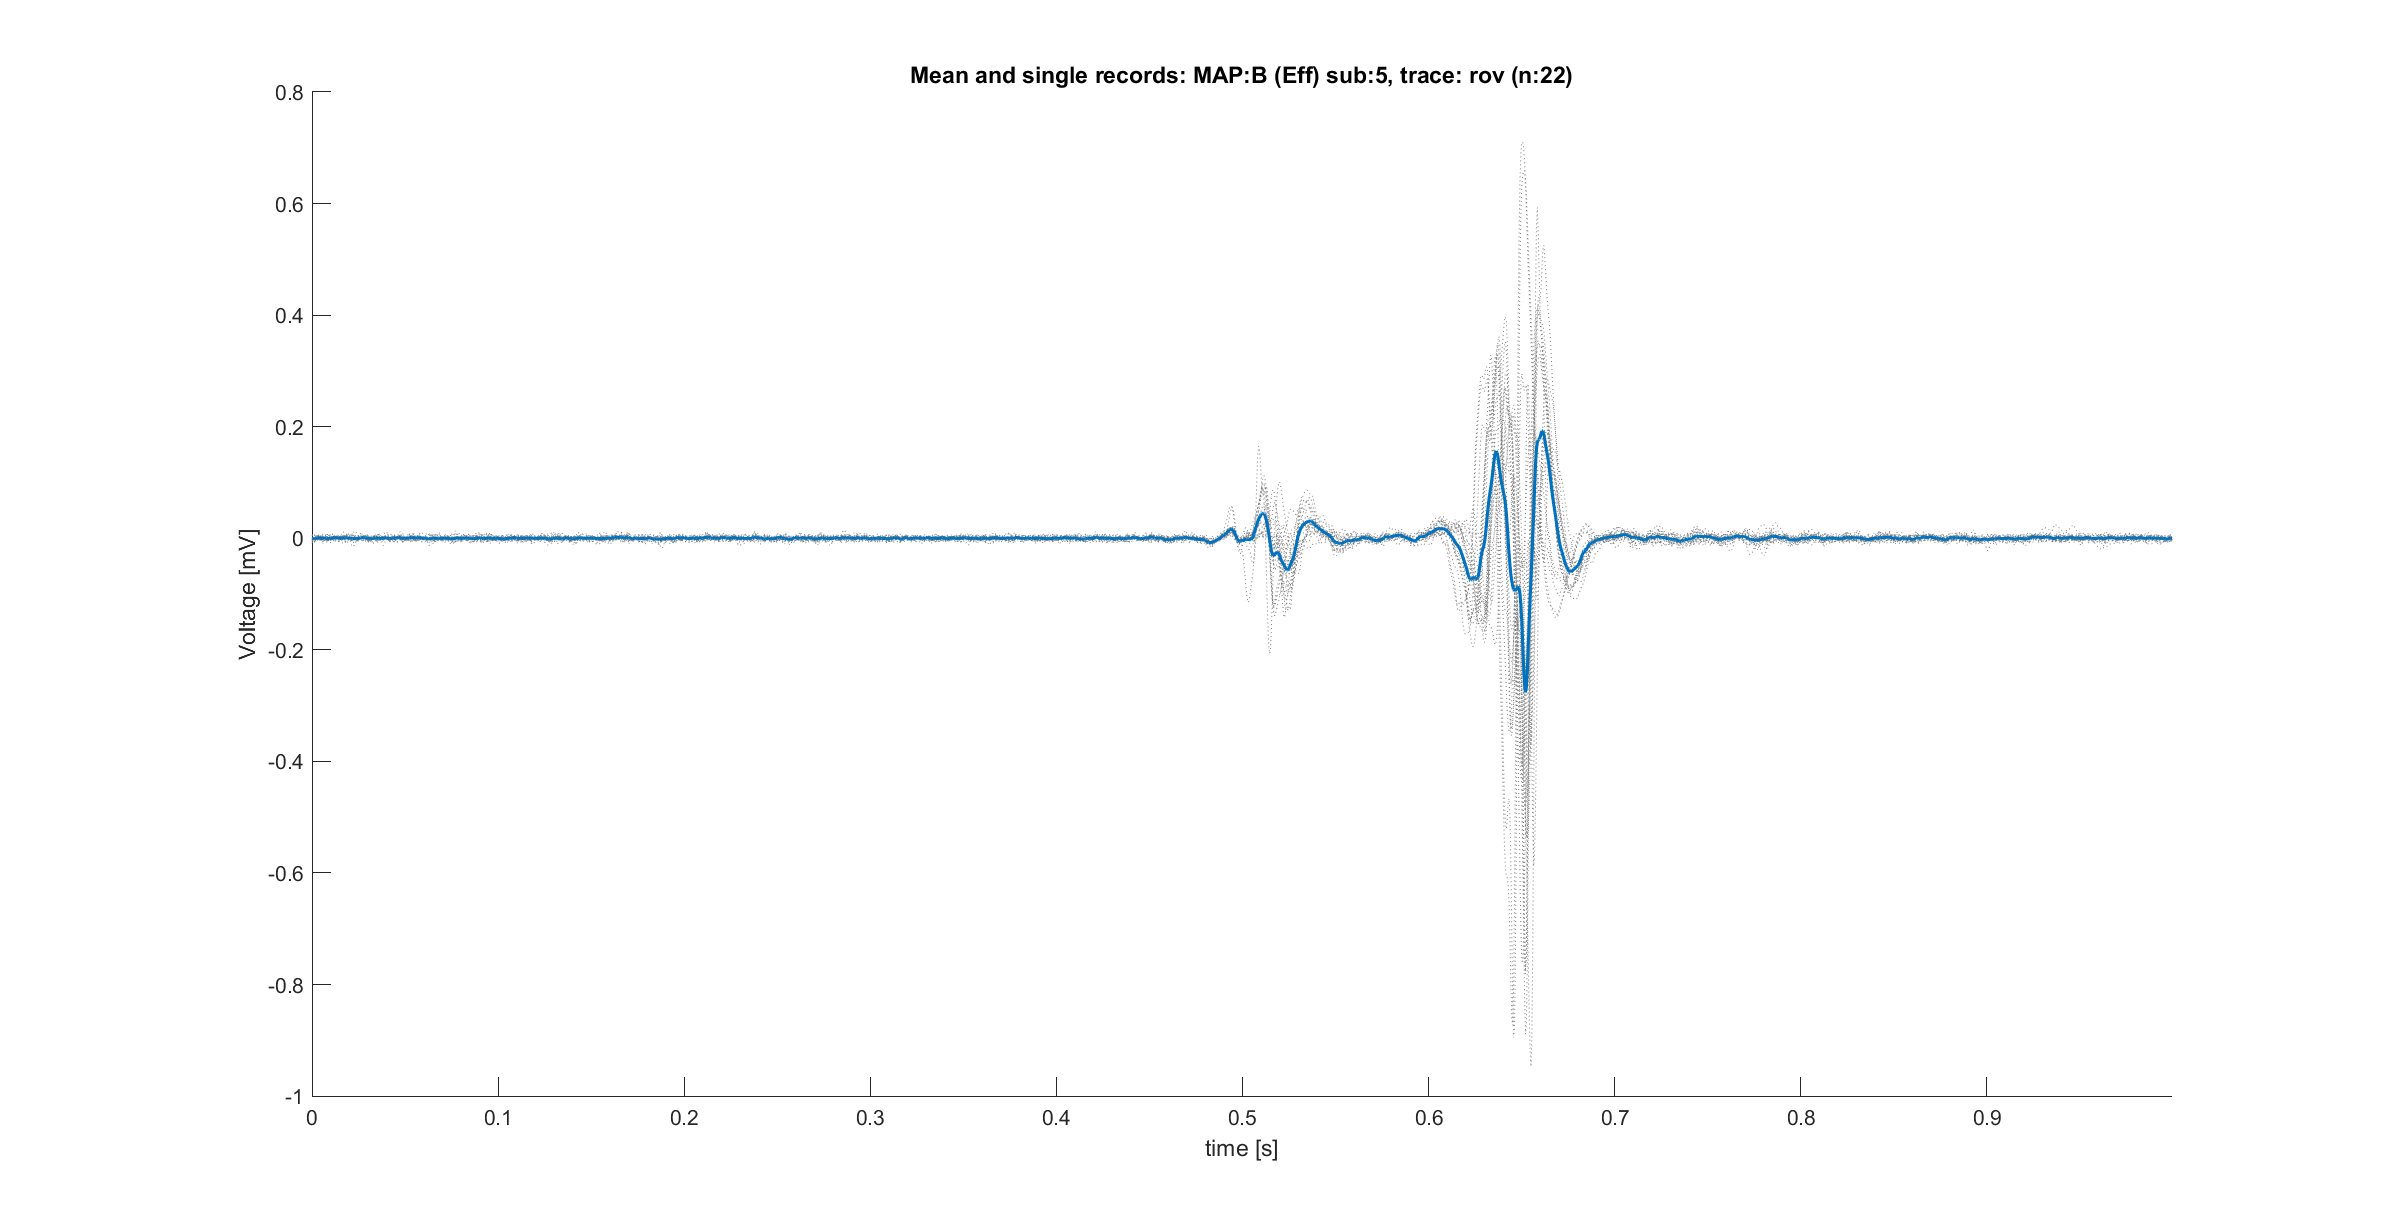 Mean and single records: MAP:B (Eff) sub:5, trace: rov (n:22)
0.8
0.6
0.4
0.2
0
-0.2
-0.4
-0.6
-0.8
-1
Voltage [mV]
0 0.1 0.2 0.3 0.4 0.5 0.6 0.7 0.8 0.9
time [s]